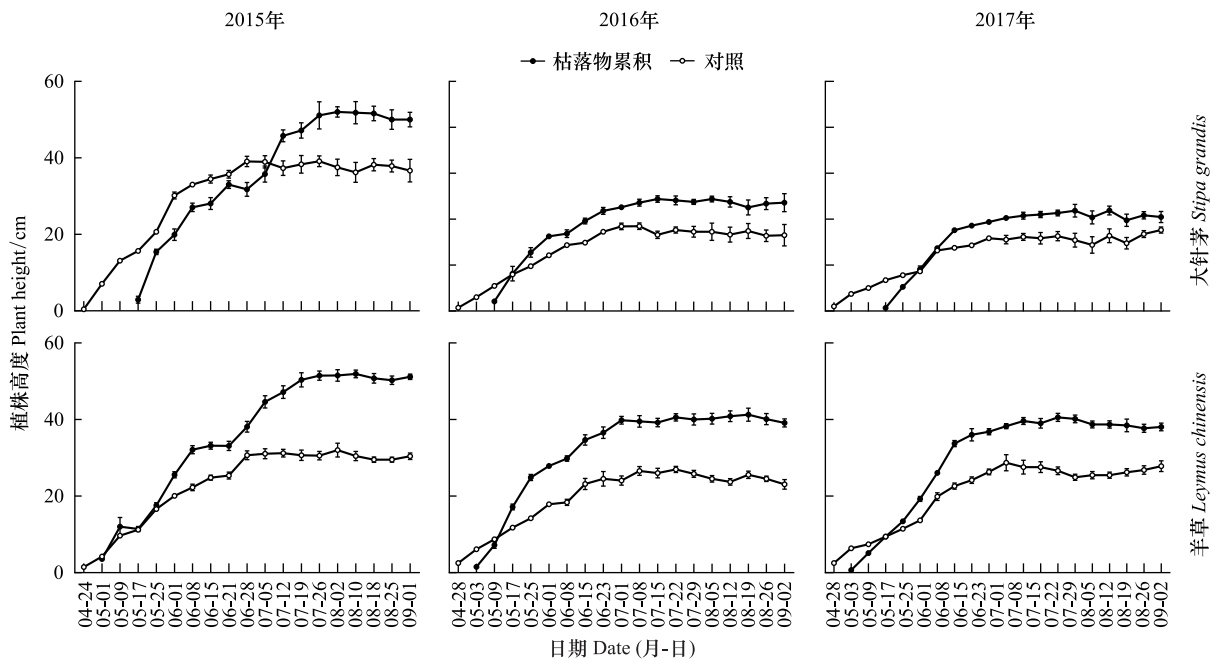 2015年
2016年
2017年
枯落物累积 对照
60
40
20
0
大针茅 Stipa grandis
植株高度 Plant height/cm
60
40
20
0
羊草 Leymus chinensis
04-24 05-01 05-09 05-17 05-25 06-01 06-08 06-15 06-21 06-28 07-05 07-12 07-19 07-26 08-02 08-10 08-18 08-25 09-01
04-28 05-03 05-09 05-17 05-25 06-01 06-08 06-15 06-23 07-01 07-08 07-15 07-22 07-29 08-05 08-12 08-19 08-26 09-02
04-28 05-03 05-09 05-17 05-25 06-01 06-08 06-15 06-23 07-01 07-08 07-15 07-22 07-29 08-05 08-12 08-19 08-26 09-02
日期 Date (月-日)